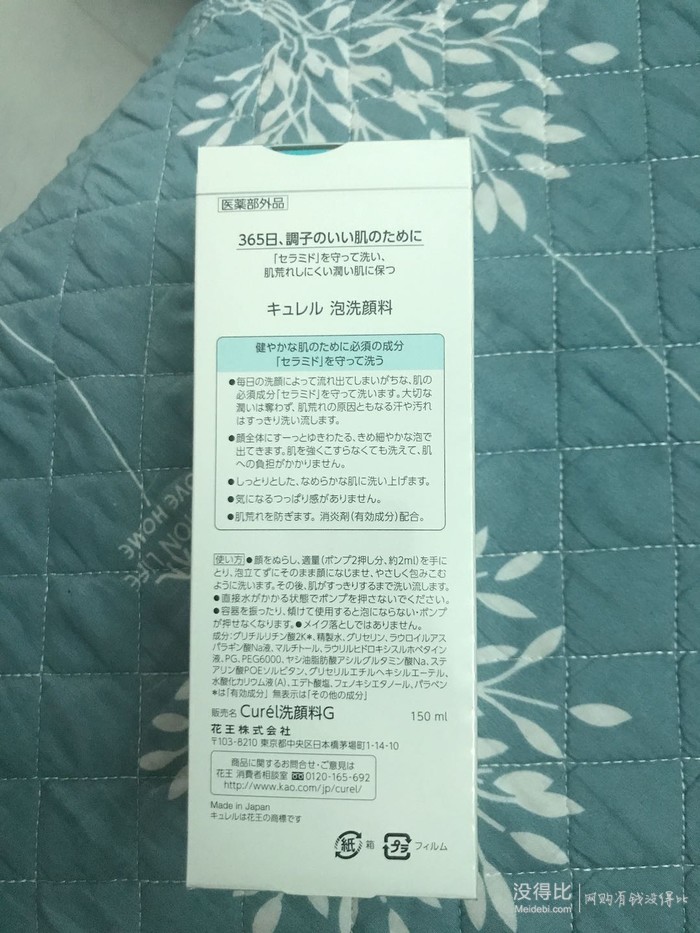 医薬部外品
365日、調子のいい肌のために
「セラミド」を守って洗い、
肌荒れしにくい潤い肌に保つ
キュレル 泡洗顔料
健やかな肌のために必須の成分
「セラミド」を守って洗う
●毎日の洗顔によって流れ出てしまいがちな、肌の
必須成分「セラミド」を守って洗います。大切な
潤いは奪わず、肌荒れの原因ともなる汗や汚れ
はすっきり洗い流します。
●顔全体にすーっとゆきわたる、きめ細やかな泡で
出てきます。肌を強くこすらなくても洗えて、肌
への負担がかかりません。
●しっとりとした、なめらかな肌に洗い上げます。
●気になるつっぱり感がありません。
●肌荒れを防ぎます。消炎剤(有効成分)配合。
使い方 ●顔をぬらし、適量(ポンプ2押し分、約2ml)を手に
とり、泡立てずにそのまま顔になじませ、やさしく包みこむ
ように洗います。その後、肌がすっきりするまで洗い流します。
●直接水がかかる状態でポンプを押さないでください。
●容器を振ったり、傾けて使用すると泡にならない・ポンプ
が押せなくなります。●メイク落としではありません。
成分:グリチルリチン酸2K*、精製水、グリセリン、ラウロイルアス
パラギン酸Na液、マルチトール、ラウリルヒドロキシスルホベタイン
液、PG、PEG6000、ヤシ油脂肪酸アシルグルタミン酸Na、ステ
アリン酸POEソルビタン、グリセリルエチルヘキシルエーテル、
水酸化カリウム液(A)、エデト酸塩、フェノキシエタノール、パラベン
*は「有効成分」 無表示は「その他の成分」
販売名 Curél洗顔料G 150 ml
花王株式会社
〒103-8210 東京都中央区日本橋茅場町1-14-10
商品に関するお問合せ・ご意見は
花王 消費者相談室 0120-165-692
http://www.kao.com/jp/curel/
Made in Japan
キュレルは花王の商標です
紙 箱 プラ フィルム
LOVE HOME
没得比
Meidebi.com
网购有钱没得比